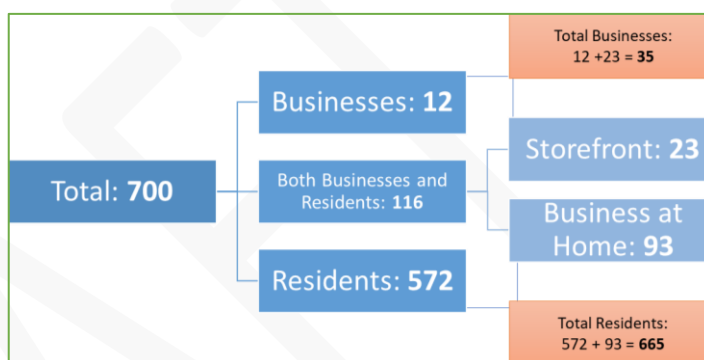 Total Businesses:
12 +23 = 35
Businesses: 12
Storefront: 23
Total: 700
Both Businesses and
Residents: 116
Business at
Home: 93
Residents: 572
Total Residents:
572 + 93 = 665